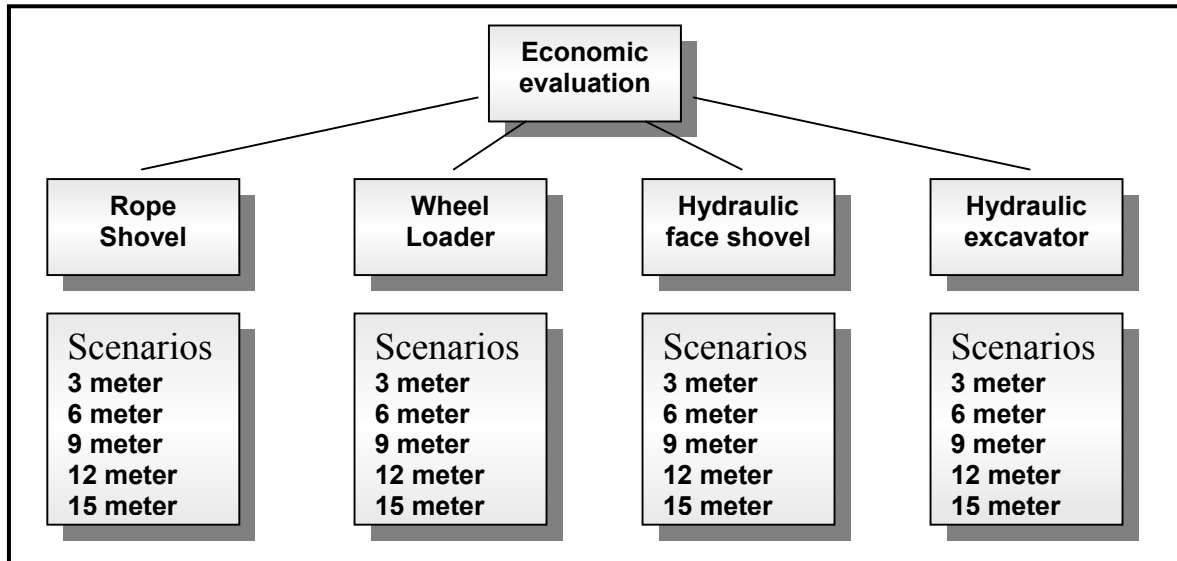 Economic
evaluation
Rope
Shovel
Wheel
Loader
Hydraulic
face shovel
Hydraulic
excavator
Scenarios
3 meter
6 meter
9 meter
12 meter
15 meter
Scenarios
3 meter
6 meter
9 meter
12 meter
15 meter
Scenarios
3 meter
6 meter
9 meter
12 meter
15 meter
Scenarios
3 meter
6 meter
9 meter
12 meter
15 meter